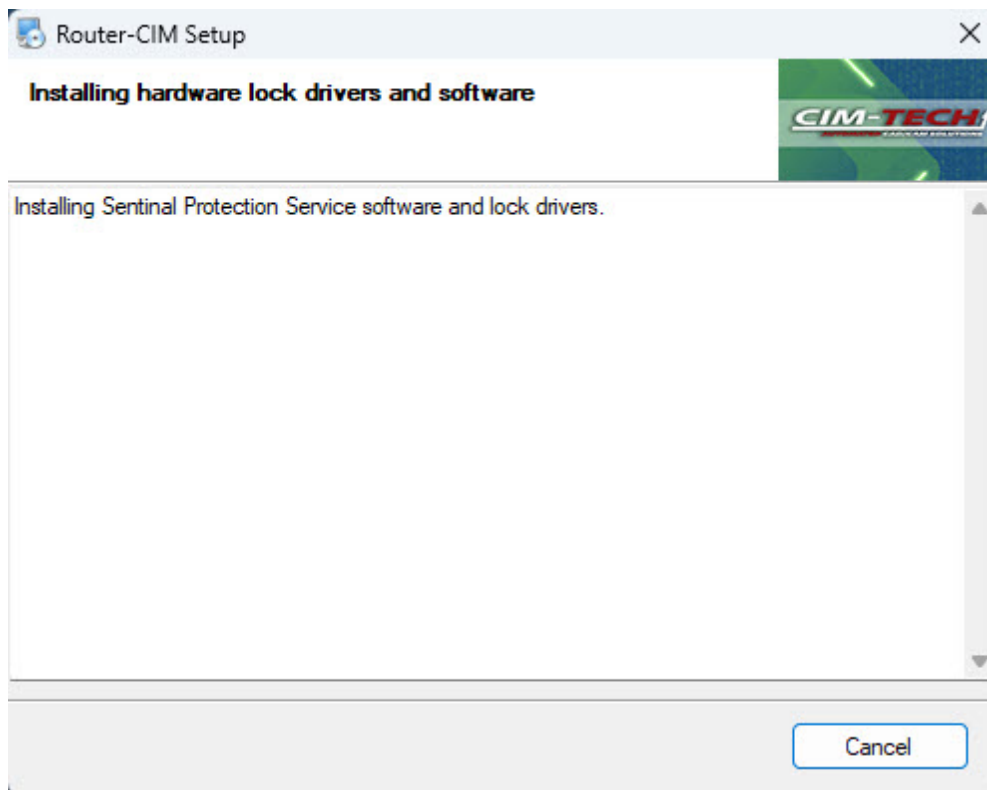 Router-CIM Setup
Installing hardware lock drivers and software
CIM-TECH
Installing Sentinal Protection Service software and lock drivers.
Cancel